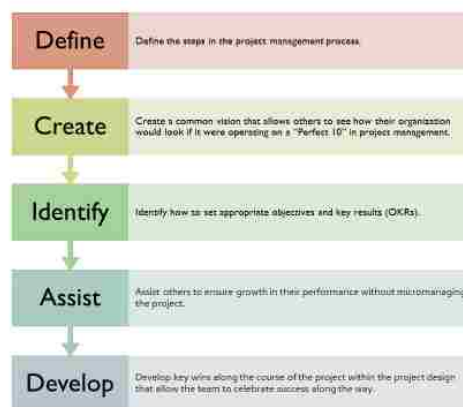 Define
Define the steps in the project management process.
Create
Create a common vision that allows others to see how their organization
would look if it were operating on a "Perfect 10" in project management.
Identify
Identify how to set appropriate objectives and key results (OKRs).
Assist
Assist others to ensure growth in their performance without micromanaging
the project.
Develop
Develop key wins along the course of the project within the project design
that allow the team to celebrate success along the way.